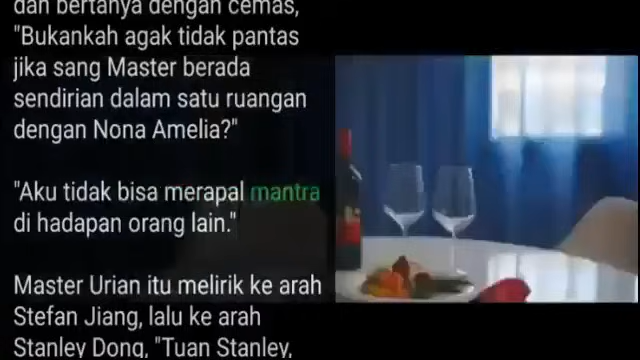 dan bertanya dengan cemas,
"Bukankah agak tidak pantas
jika sang Master berada
sendirian dalam satu ruangan
dengan Nona Amelia?"
"Aku tidak bisa merapal mantra
di hadapan orang lain."
Master Urian itu melirik ke arah
Stefan Jiang, lalu ke arah
Stanley Dong, "Tuan Stanley,